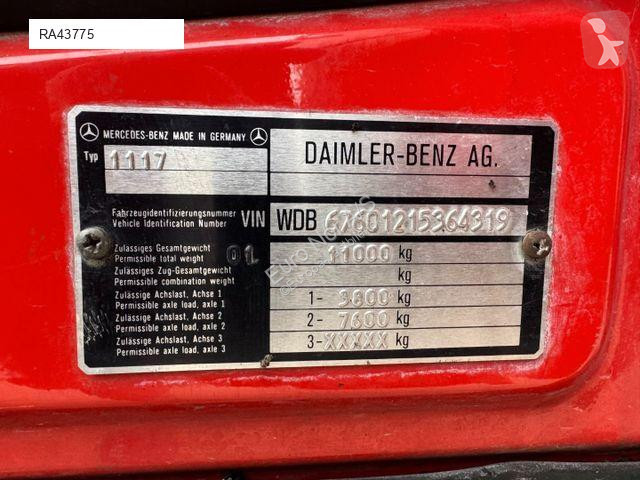 RA43775
MERCEDES-BENZ MADE IN GERMANY
Typ 1117
DAIMLER-BENZ AG.
Fahrzeugidentifizierungsnummer
Vehicle Identification Number
VIN WDB 67601215364319
Zulässiges Gesamtgewicht
Permissible total weight
01 11000 kg
Zulässiges Zug-Gesamtgewicht
Permissible combination weight
kg
Zulässige Achslast, Achse 1
Permissible axle load, axle 1
1- 3800 kg
Zulässige Achslast, Achse 2
Permissible axle load, axle 2
2- 7600 kg
Zulässige Achslast, Achse 3
Permissible axle load, axle 3
3- XXXXX kg